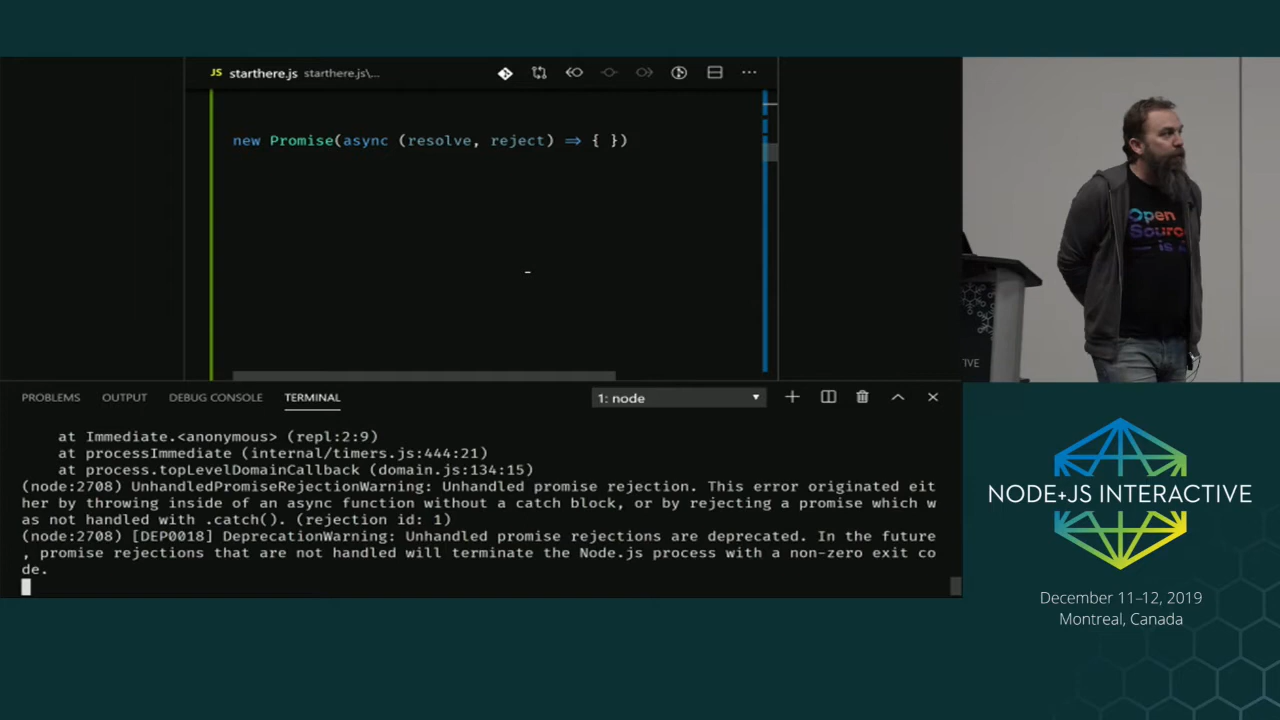 JS starthere.js starthere.js\...
new Promise(async (resolve, reject) => { })
PROBLEMS OUTPUT DEBUG CONSOLE TERMINAL 1: node
at Immediate.<anonymous> (repl:2:9)
at processImmediate (internal/timers.js:444:21)
at process.topLevelDomainCallback (domain.js:134:15)
(node:2708) UnhandledPromiseRejectionWarning: Unhandled promise rejection. This error originated eit
her by throwing inside of an async function without a catch block, or by rejecting a promise which w
as not handled with .catch(). (rejection id: 1)
(node:2708) [DEP0018] DeprecationWarning: Unhandled promise rejections are deprecated. In the future
, promise rejections that are not handled will terminate the Node.js process with a non-zero exit co
de.
Open
Source
is
IVE
NODE+JS INTERACTIVE
December 11–12, 2019
Montreal, Canada